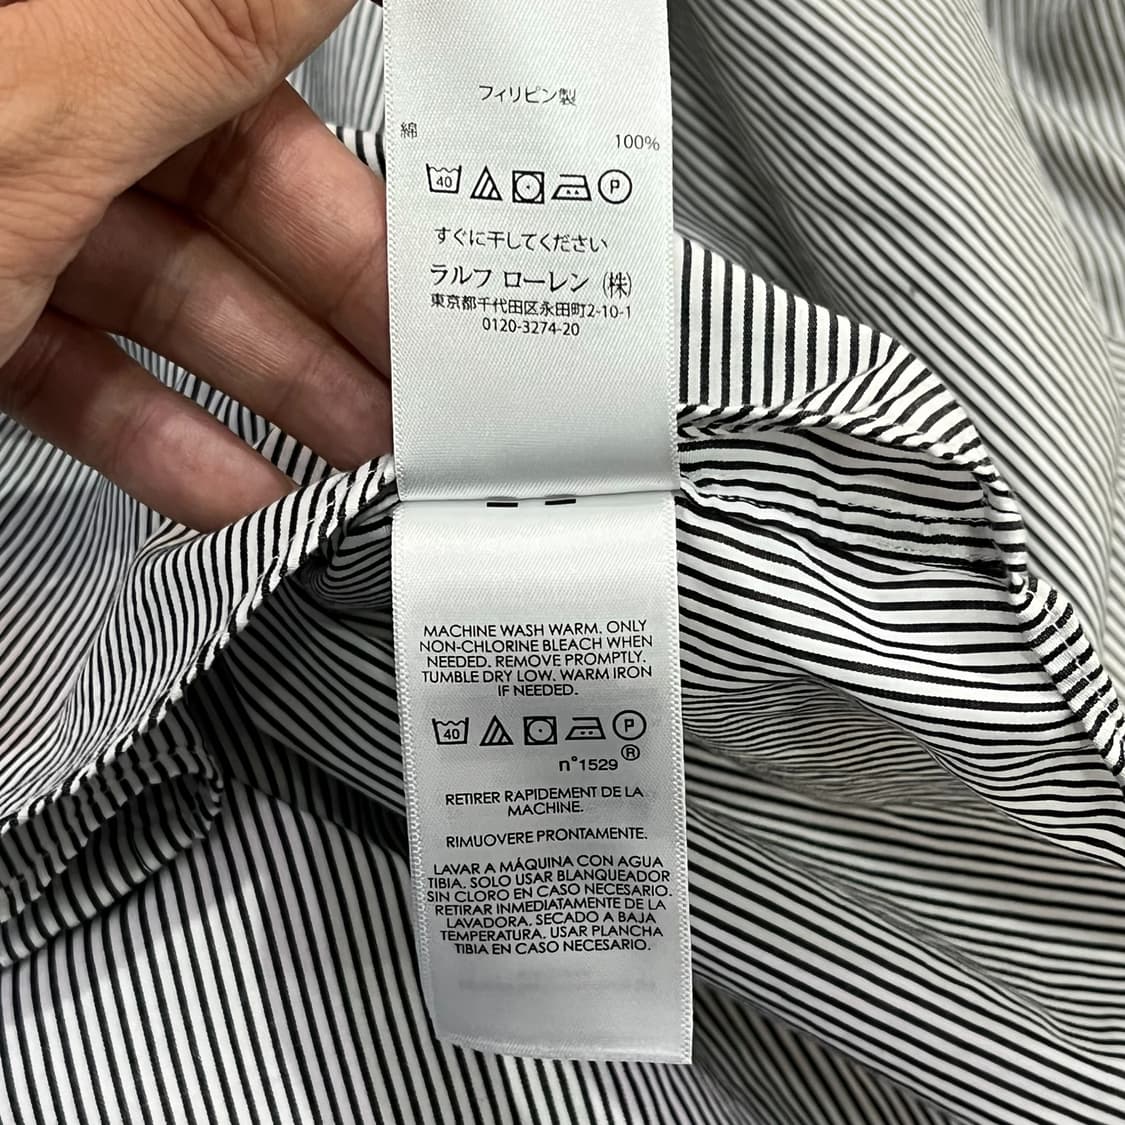 フィリピン製
綿
100%
40 P
すぐに干してください
ラルフ ローレン (株)
東京都千代田区永田町2-10-1
0120-3274-20
MACHINE WASH WARM. ONLY
NON-CHLORINE BLEACH WHEN
NEEDED. REMOVE PROMPTLY.
TUMBLE DRY LOW. WARM IRON
IF NEEDED.
40 P
®
n°1529
RETIRER RAPIDEMENT DE LA
MACHINE.
RIMUOVERE PRONTAMENTE.
LAVAR A MÁQUINA CON AGUA
TIBIA. SOLO USAR BLANQUEADOR
SIN CLORO EN CASO NECESARIO.
RETIRAR INMEDIATAMENTE DE LA
LAVADORA. SECADO A BAJA
TEMPERATURA. USAR PLANCHA
TIBIA EN CASO NECESARIO.